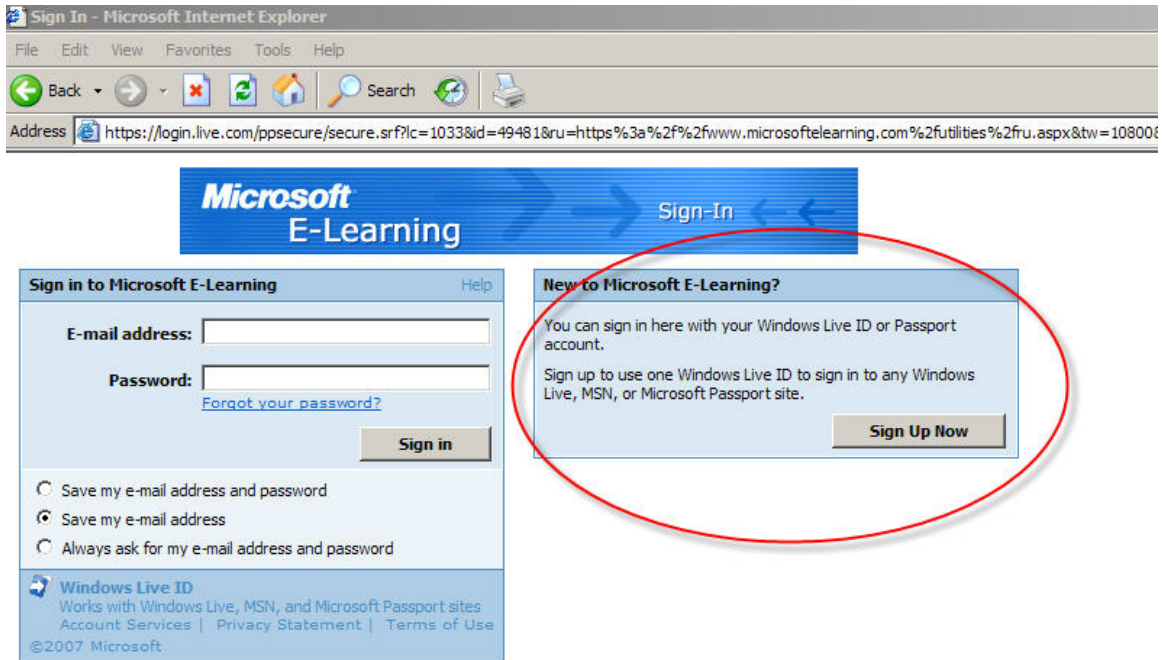 Sign In - Microsoft Internet Explorer
File Edit View Favorites Tools Help
Back Search
Address https://login.live.com/ppsecure/secure.srf?lc=1033&id=49481&ru=https%3a%2f%2fwww.microsoftelearning.com%2futilities%2fru.aspx&tw=10800&
Microsoft
E-Learning
Sign-In
Sign in to Microsoft E-Learning Help
E-mail address:
Password:
Forgot your password?
Sign in
Save my e-mail address and password
Save my e-mail address
Always ask for my e-mail address and password
Windows Live ID
Works with Windows Live, MSN, and Microsoft Passport sites
Account Services | Privacy Statement | Terms of Use
©2007 Microsoft
New to Microsoft E-Learning?
You can sign in here with your Windows Live ID or Passport
account.
Sign up to use one Windows Live ID to sign in to any Windows
Live, MSN, or Microsoft Passport site.
Sign Up Now